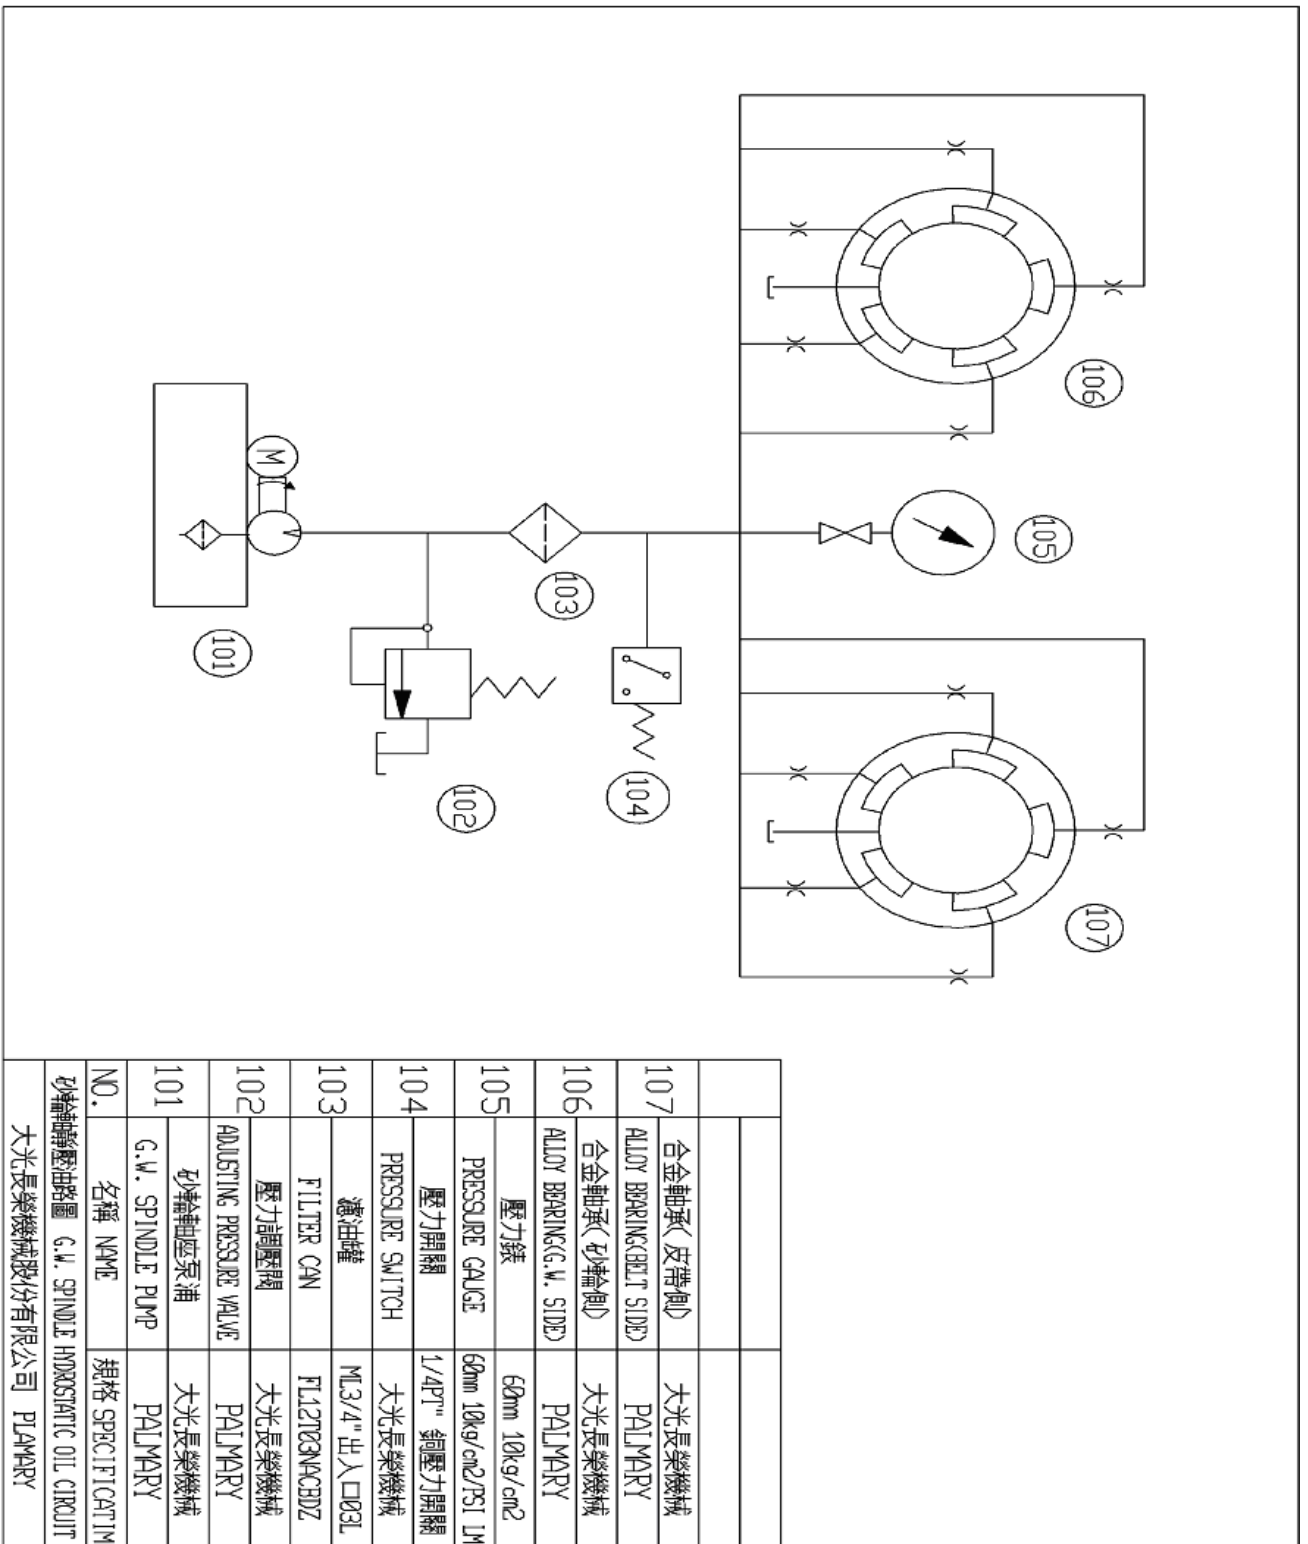 106
105
107
103
104
101
102
107
合金軸承(皮帶側)
大光長榮機械
ALLOY BEARING(BELT SIDE)
PALMARY
106
合金軸承(砂輪側)
大光長榮機械
ALLOY BEARING(G.W. SIDE)
PALMARY
105
壓力錶
60mm 10kg/cm2
PRESSURE GAUGE
60mm 10kg/cm2/PSI LM
104
壓力開關
1/4PT" 銅壓力開關
PRESSURE SWITCH
大光長榮機械
103
濾油罐
ML3/4"出入口03L
FILTER CAN
FL12T03NACBDZ
102
壓力調壓閥
大光長榮機械
ADJUSTING PRESSURE VALVE
PALMARY
101
砂輪軸座泵浦
大光長榮機械
G.W. SPINDLE PUMP
PALMARY
NO.
名稱 NAME
規格 SPECIFICATIM
砂輪軸靜壓油路圖 G.W. SPINDLE HYDROSTATIC OIL CIRCUIT
大光長榮機械股份有限公司 PLAMARY
M